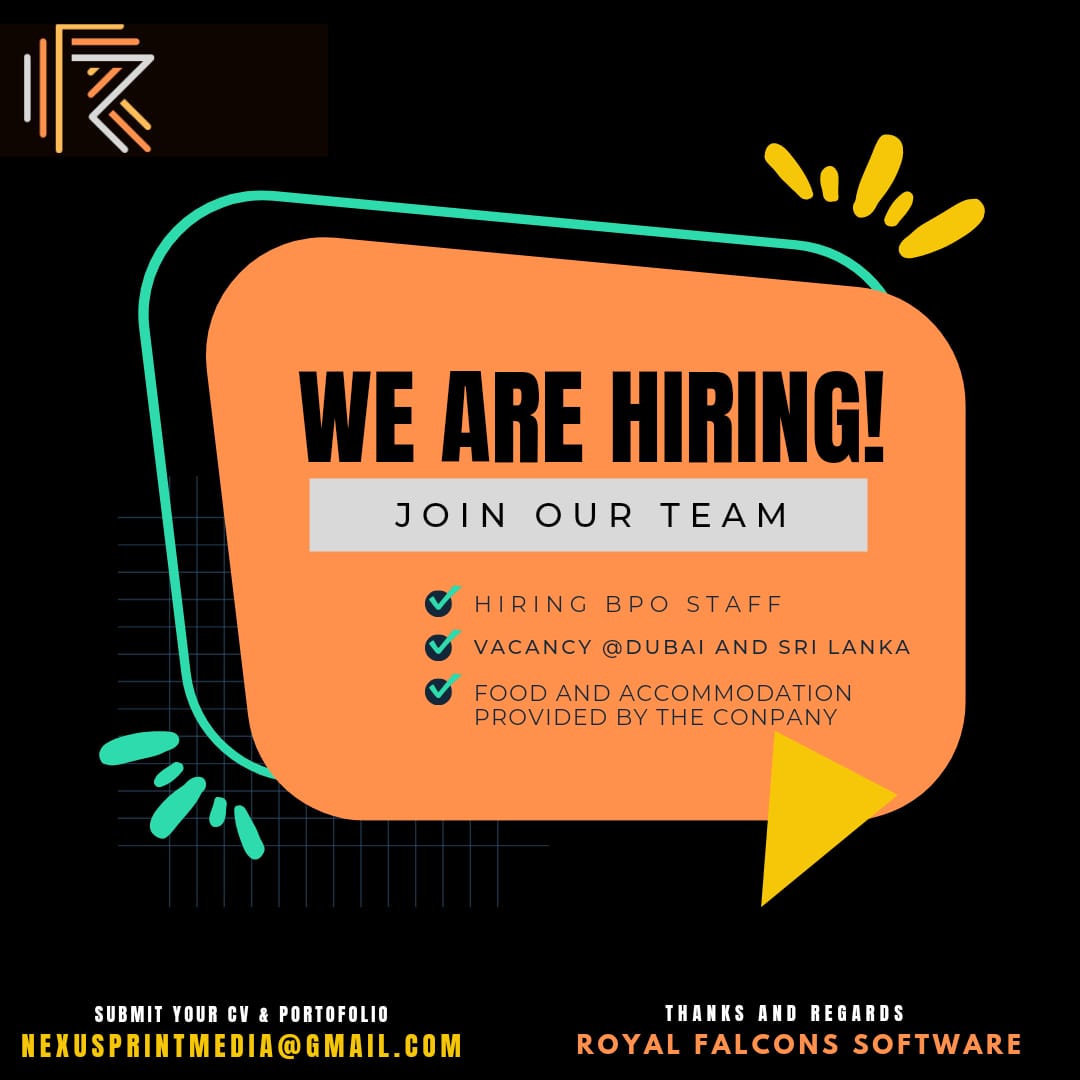 WE ARE HIRING!
JOIN OUR TEAM
HIRING BPO STAFF
VACANCY @DUBAI AND SRI LANKA
FOOD AND ACCOMMODATION
PROVIDED BY THE CONPANY
SUBMIT YOUR CV & PORTOFOLIO
NEXUSPRINTMEDIA@GMAIL.COM
THANKS AND REGARDS
ROYAL FALCONS SOFTWARE